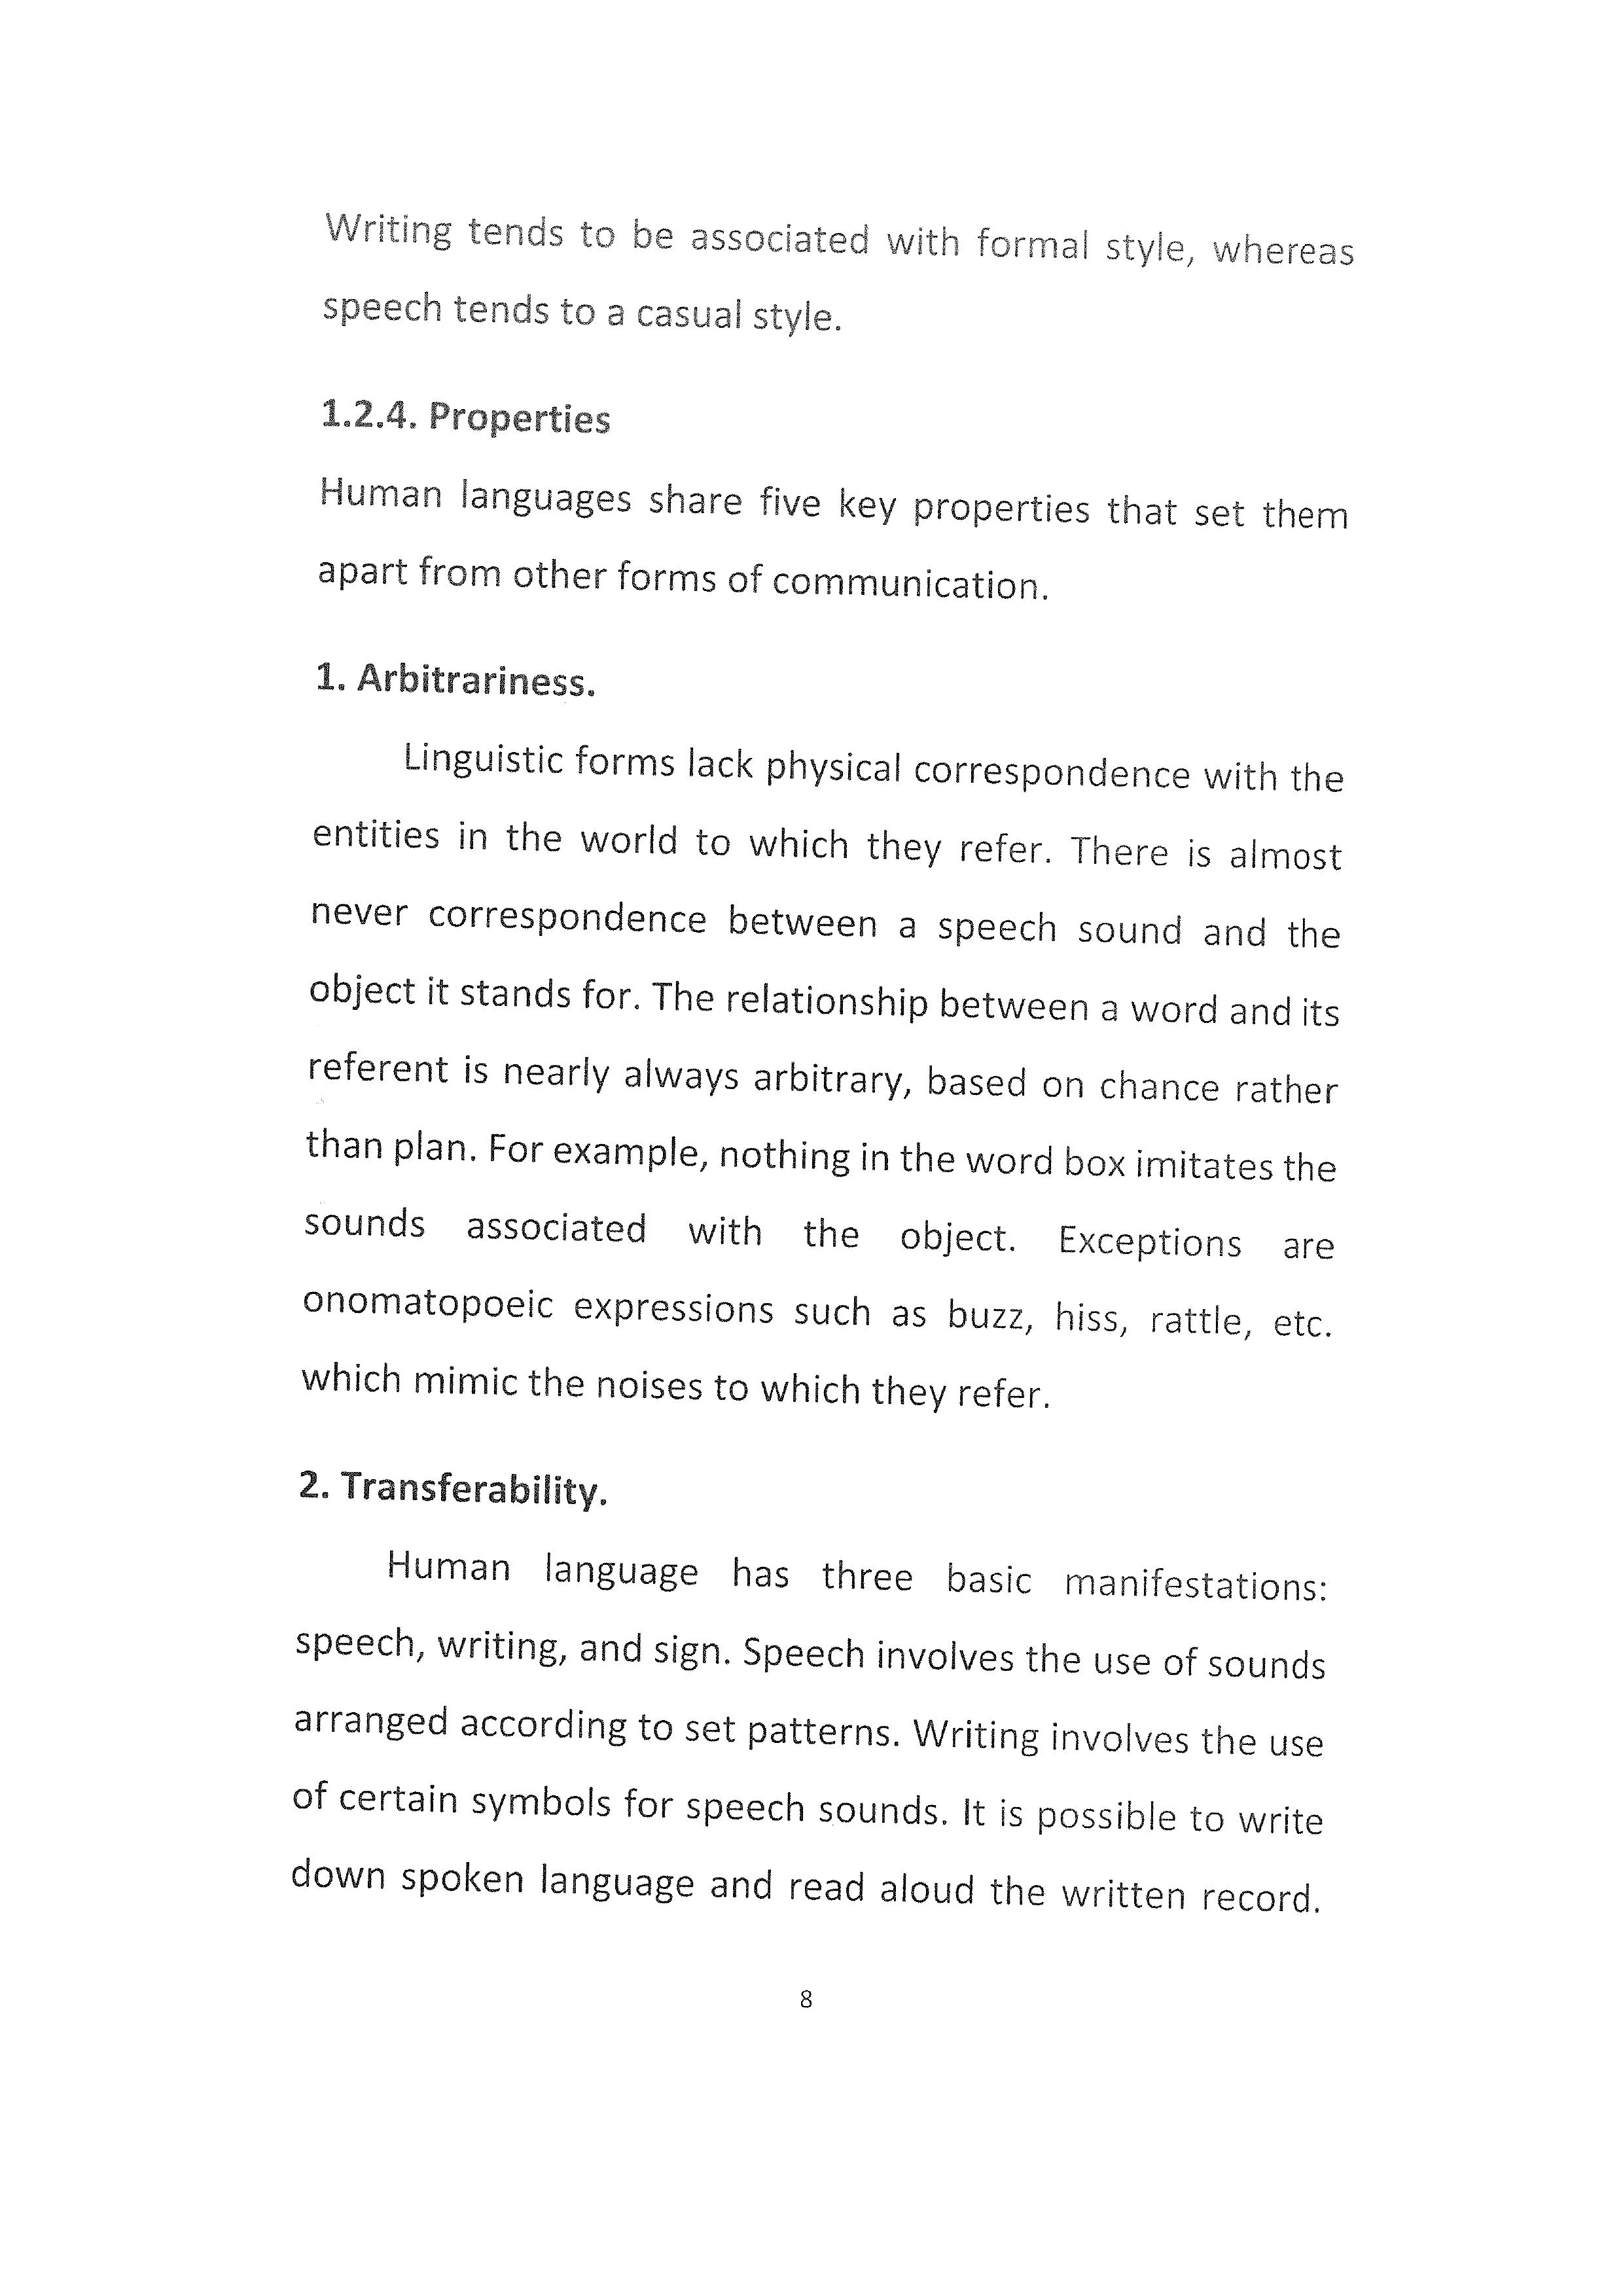 Writing tends to be associated with formal style, whereas
speech tends to a casual style.
1.2.4. Properties
Human languages share five key properties that set them
apart from other forms of communication.
1. Arbitrariness.
Linguistic forms lack physical correspondence with the
entities in the world to which they refer. There is almost
never correspondence between a speech sound and the
object it stands for. The relationship between a word and its
referent is nearly always arbitrary, based on chance rather
than plan. For example, nothing in the word box imitates the
sounds associated with the object. Exceptions are
onomatopoeic expressions such as buzz, hiss, rattle, etc.
which mimic the noises to which they refer.
2. Transferability.
Human language has three basic manifestations:
speech, writing, and sign. Speech involves the use of sounds
arranged according to set patterns. Writing involves the use
of certain symbols for speech sounds. It is possible to write
down spoken language and read aloud the written record.
8